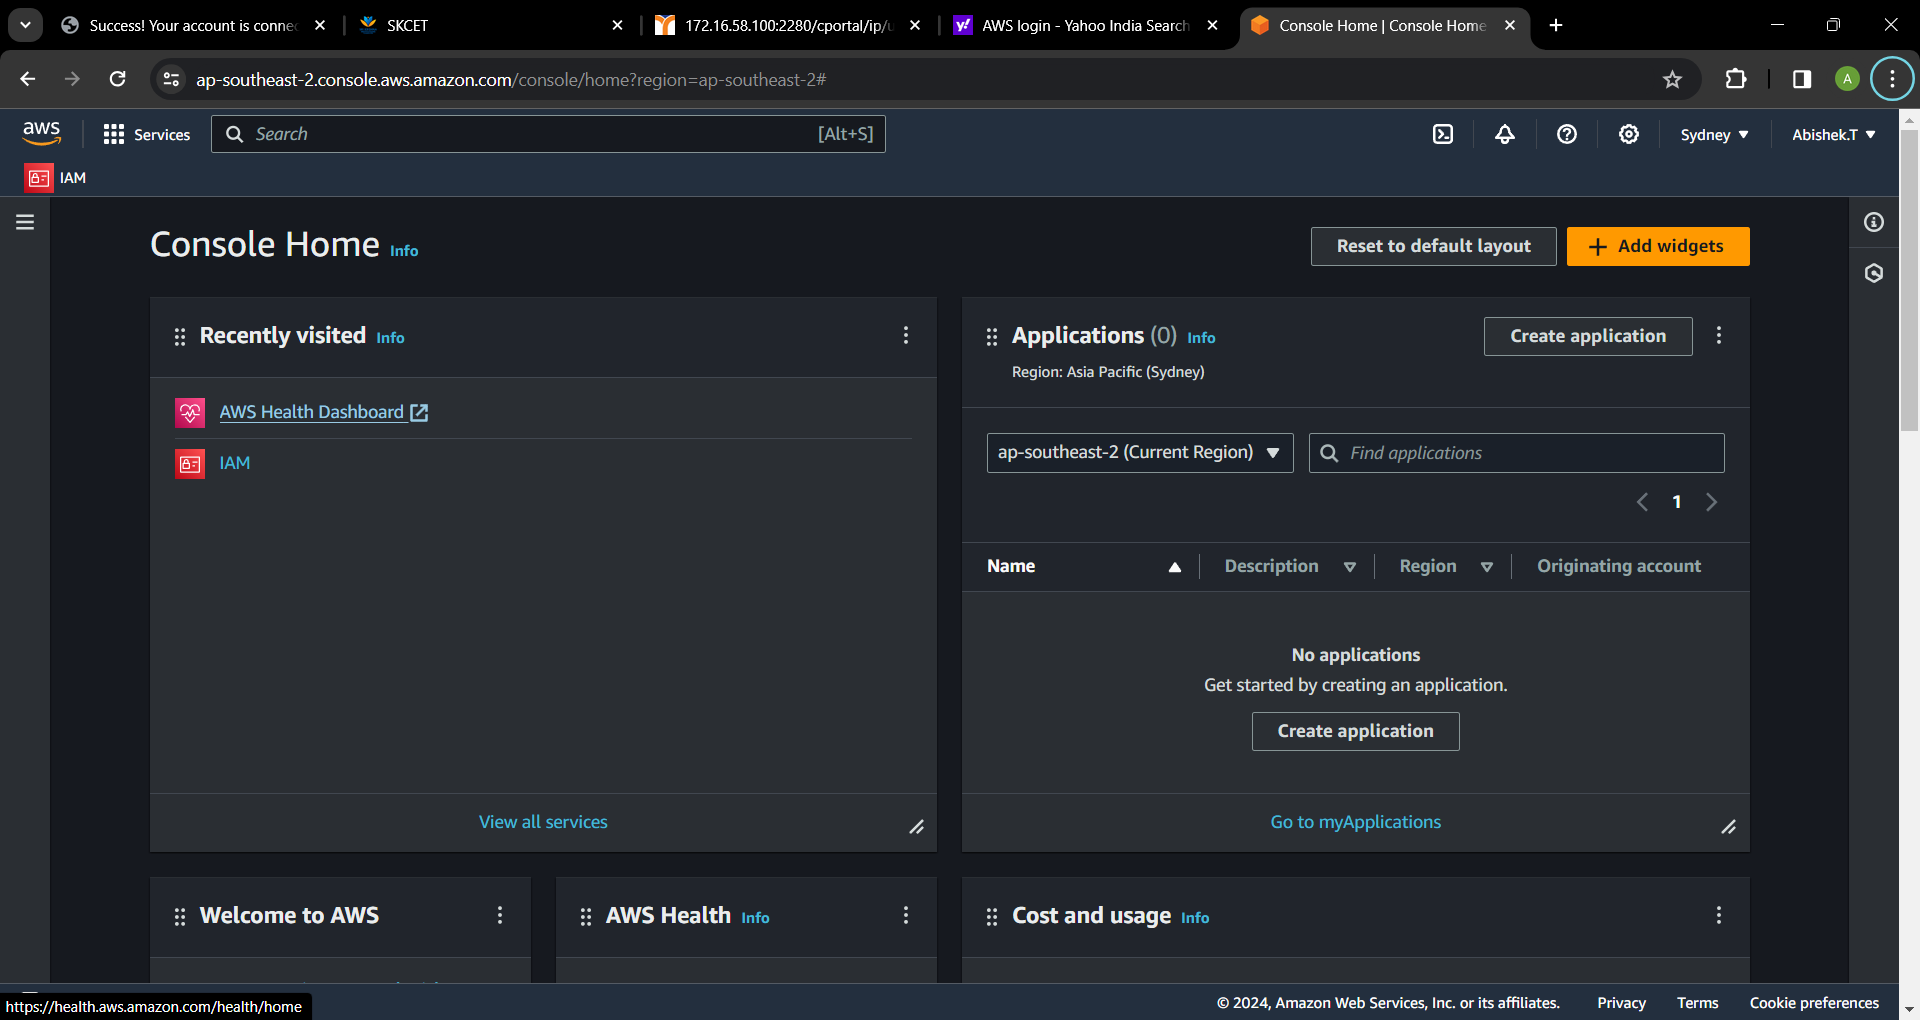 Success! Your account is connec
SKCET
172.16.58.100:2280/cportal/ip/u
AWS login - Yahoo India Search
Console Home | Console Home
ap-southeast-2.console.aws.amazon.com/console/home?region=ap-southeast-2#
A
aws
Services
Search
[Alt+S]
Sydney
Abishek.T
IAM
Console Home Info
Reset to default layout
Add widgets
Recently visited Info
AWS Health Dashboard
IAM
View all services
Applications (0) Info
Region: Asia Pacific (Sydney)
Create application
ap-southeast-2 (Current Region)
Find applications
1
Name Description Region Originating account
No applications
Get started by creating an application.
Create application
Go to myApplications
Welcome to AWS
AWS Health Info
Cost and usage Info
https://health.aws.amazon.com/health/home
© 2024, Amazon Web Services, Inc. or its affiliates.
Privacy
Terms
Cookie preferences